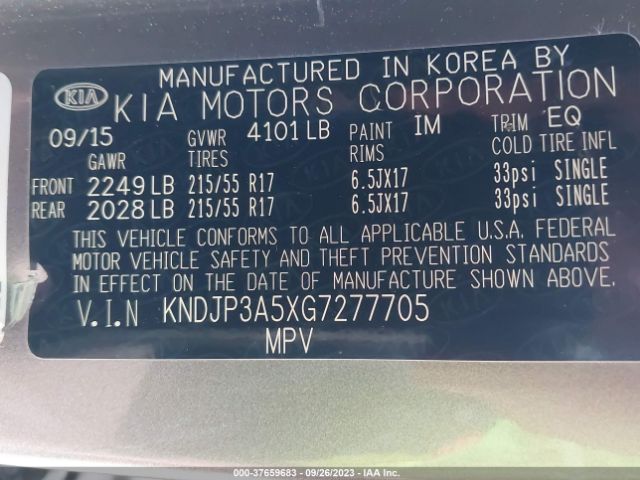 MANUFACTURED IN KOREA BY
KIA KIA MOTORS CORPORATION
09/15 GVWR 4101 LB PAINT IM TRIM EQ
GAWR TIRES RIMS COLD TIRE INFL
FRONT 2249 LB 215/55 R17 6.5JX17 33psi SINGLE
REAR 2028 LB 215/55 R17 6.5JX17 33psi SINGLE
THIS VEHICLE CONFORMS TO ALL APPLICABLE U.S.A. FEDERAL
MOTOR VEHICLE SAFETY AND THEFT PREVENTION STANDARDS
IN EFFECT ON THE DATE OF MANUFACTURE SHOWN ABOVE.
V.I.N KNDJP3A5XG7277705
MPV
000-37659683 - 09/26/2023 - IAA Inc.